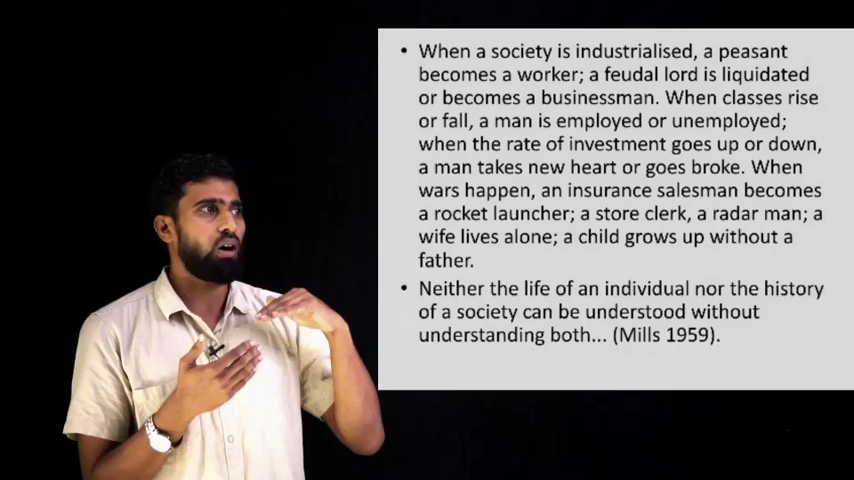 • When a society is industrialised, a peasant
becomes a worker; a feudal lord is liquidated
or becomes a businessman. When classes rise
or fall, a man is employed or unemployed;
when the rate of investment goes up or down,
a man takes new heart or goes broke. When
wars happen, an insurance salesman becomes
a rocket launcher; a store clerk, a radar man; a
wife lives alone; a child grows up without a
father.
• Neither the life of an individual nor the history
of a society can be understood without
understanding both... (Mills 1959).